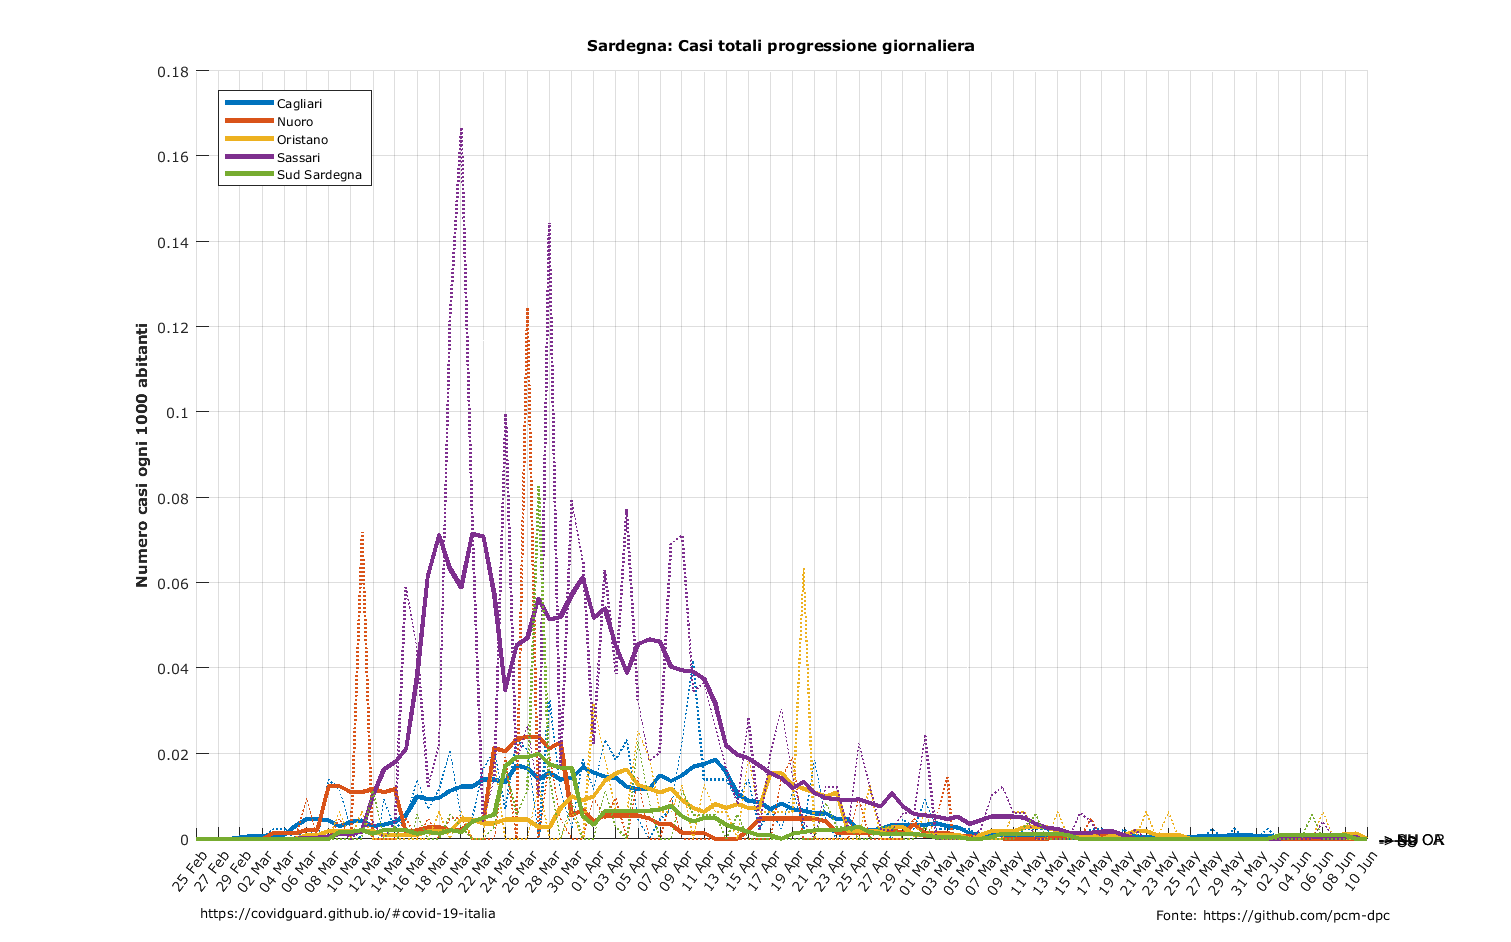 Sardegna: Casi totali progressione giornaliera
0.18
0.16
0.14
0.12
0.1
0.08
0.06
0.04
0.02
0
Numero casi ogni 1000 abitanti
Cagliari
Nuoro
Oristano
Sassari
Sud Sardegna
25 Feb
27 Feb
29 Feb
02 Mar
04 Mar
06 Mar
08 Mar
10 Mar
12 Mar
14 Mar
16 Mar
18 Mar
20 Mar
22 Mar
24 Mar
26 Mar
28 Mar
30 Mar
01 Apr
03 Apr
05 Apr
07 Apr
09 Apr
11 Apr
13 Apr
15 Apr
17 Apr
19 Apr
21 Apr
23 Apr
25 Apr
27 Apr
29 Apr
01 May
03 May
05 May
07 May
09 May
11 May
13 May
15 May
17 May
19 May
21 May
23 May
25 May
27 May
29 May
31 May
02 Jun
04 Jun
06 Jun
08 Jun
10 Jun
https://covidguard.github.io/#covid-19-italia
Fonte: https://github.com/pcm-dpc